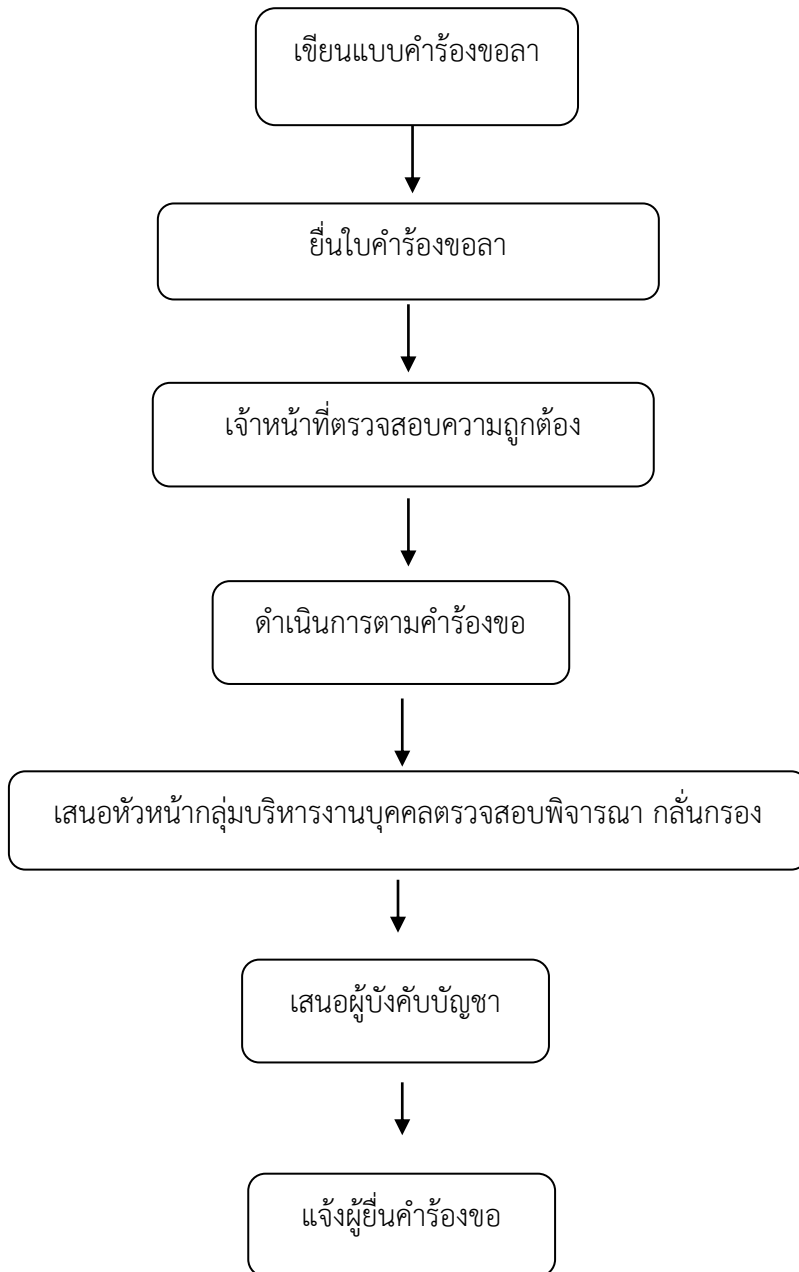 เขียนแบบคำร้องขอลา
ยื่นใบคำร้องขอลา
เจ้าหน้าที่ตรวจสอบความถูกต้อง
ดำเนินการตามคำร้องขอ
เสนอหัวหน้ากลุ่มบริหารงานบุคคลตรวจสอบพิจารณา กลั่นกรอง
เสนอผู้บังคับบัญชา
แจ้งผู้ยื่นคำร้องขอ